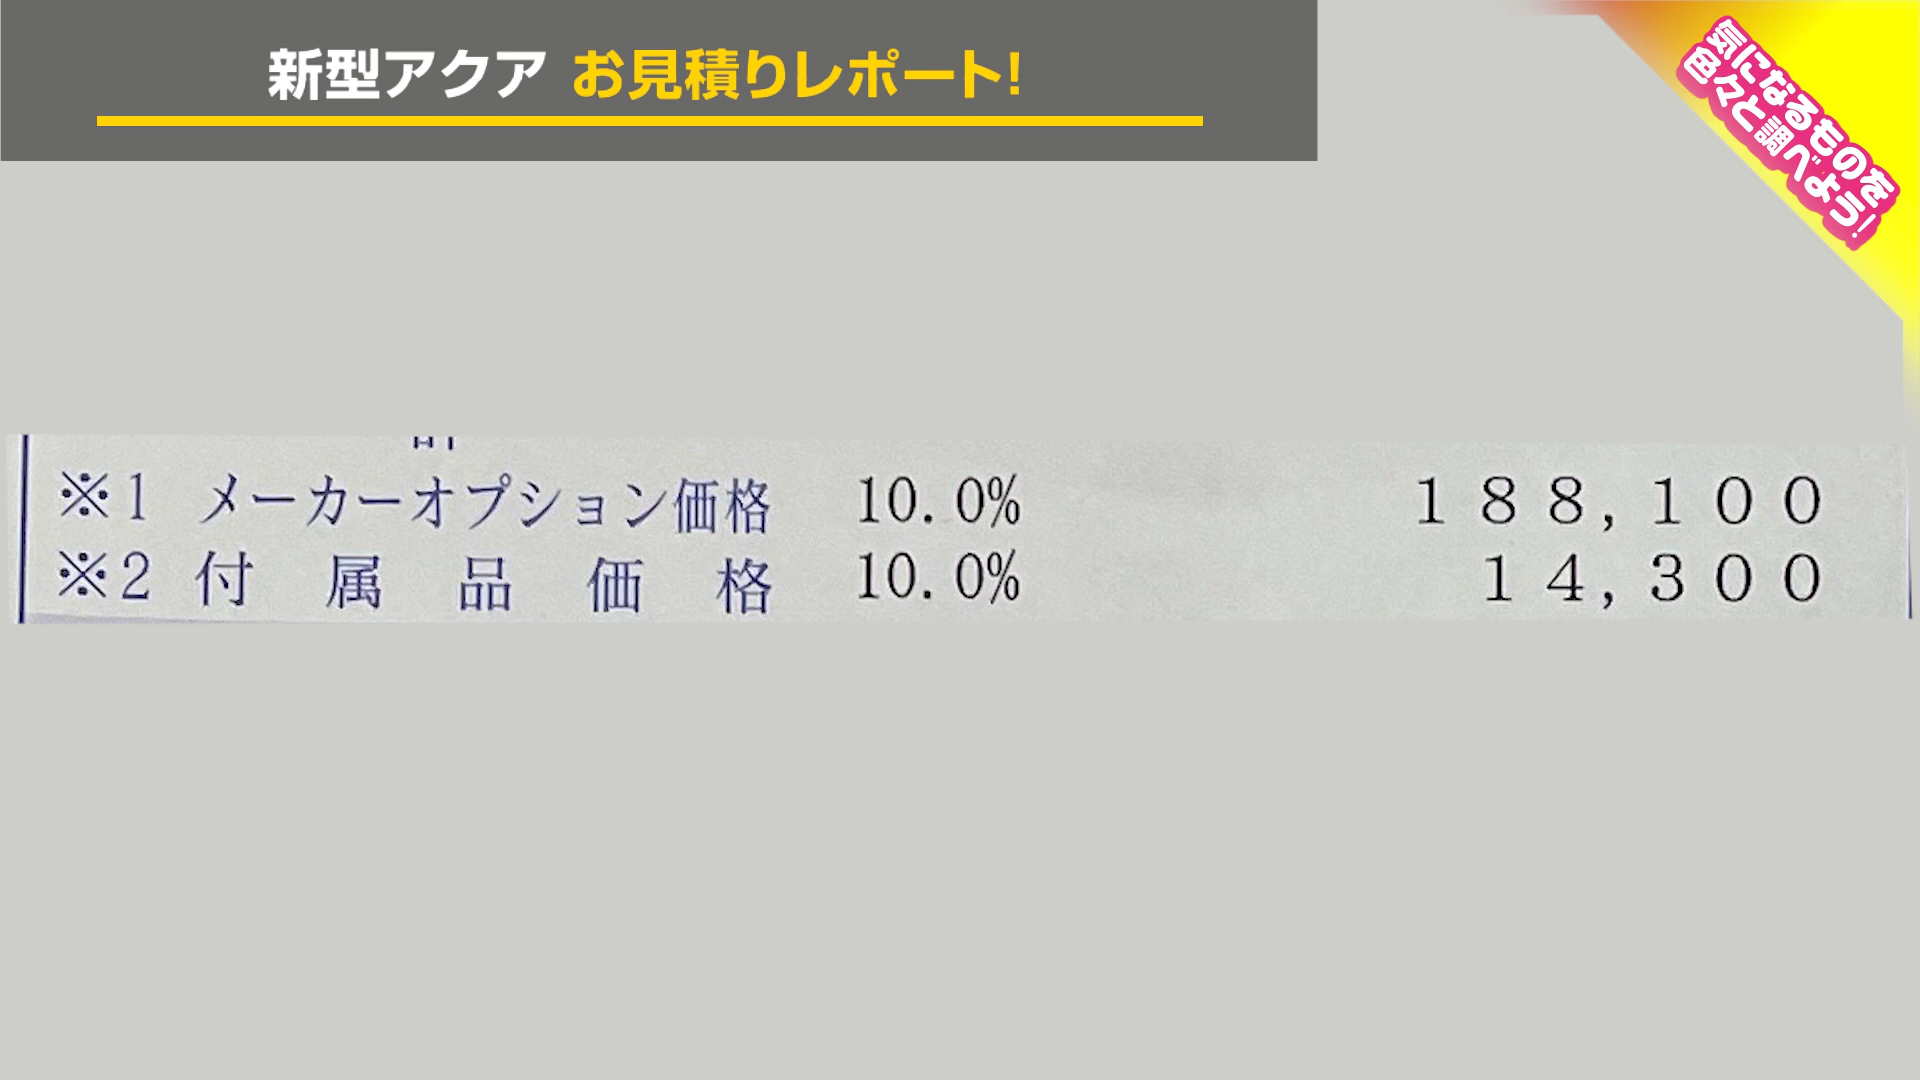 新型アクア お見積りレポート!
気になるものを
色々と調べよう!
※1 メーカーオプション価格 10.0% 188,100
※2 付属品価格 10.0% 14,300